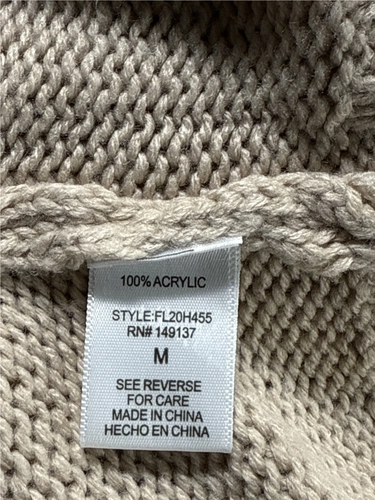 100% ACRYLIC
STYLE:FL20H455
RN# 149137
M
SEE REVERSE
FOR CARE
MADE IN CHINA
HECHO EN CHINA